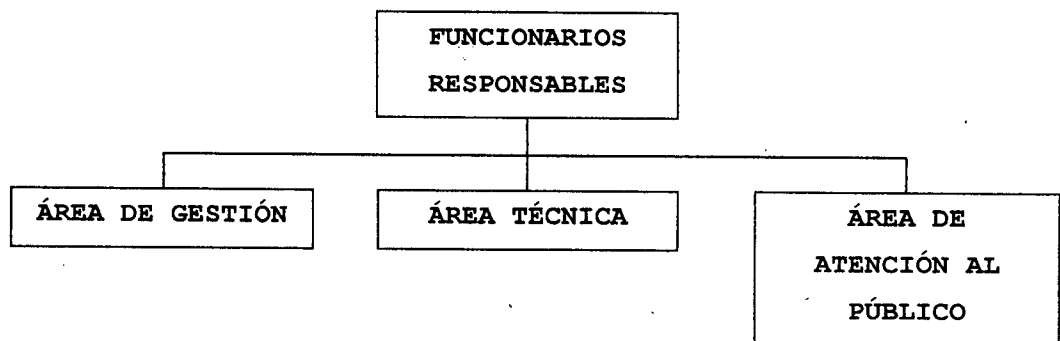 FUNCIONARIOS
RESPONSABLES
ÁREA DE GESTIÓN
ÁREA TÉCNICA
ÁREA DE
ATENCIÓN AL
PÚBLICO